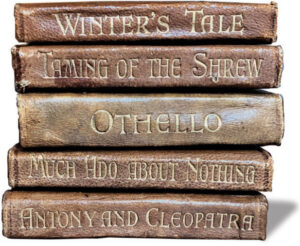 WINTER'S TALE
TAMING OF THE SHREW
OTHELLO
MUCH ADO ABOUT NOTHING
ANTONY AND CLEOPATRA